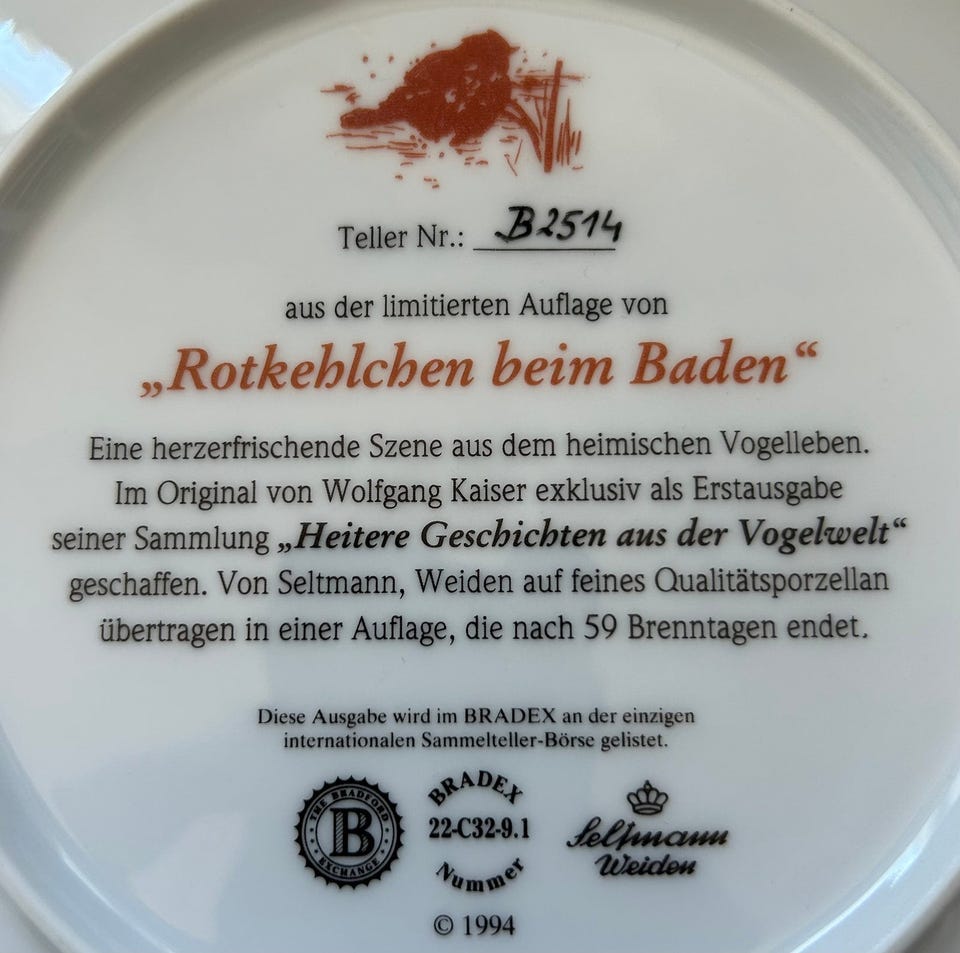 Teller Nr.: B2514
aus der limitierten Auflage von
„Rotkehlchen beim Baden“
Eine herzerfrischende Szene aus dem heimischen Vogelleben.
Im Original von Wolfgang Kaiser exklusiv als Erstausgabe
seiner Sammlung „Heitere Geschichten aus der Vogelwelt“
geschaffen. Von Seltmann, Weiden auf feines Qualitätsporzellan
übertragen in einer Auflage, die nach 59 Brenntagen endet.
Diese Ausgabe wird im BRADEX an der einzigen
internationalen Sammelteller-Börse gelistet.
THE BRADFORD
B
EXCHANGE
BRADEX
22-C32-9.1
Nummer
Seltmann
Weiden
© 1994